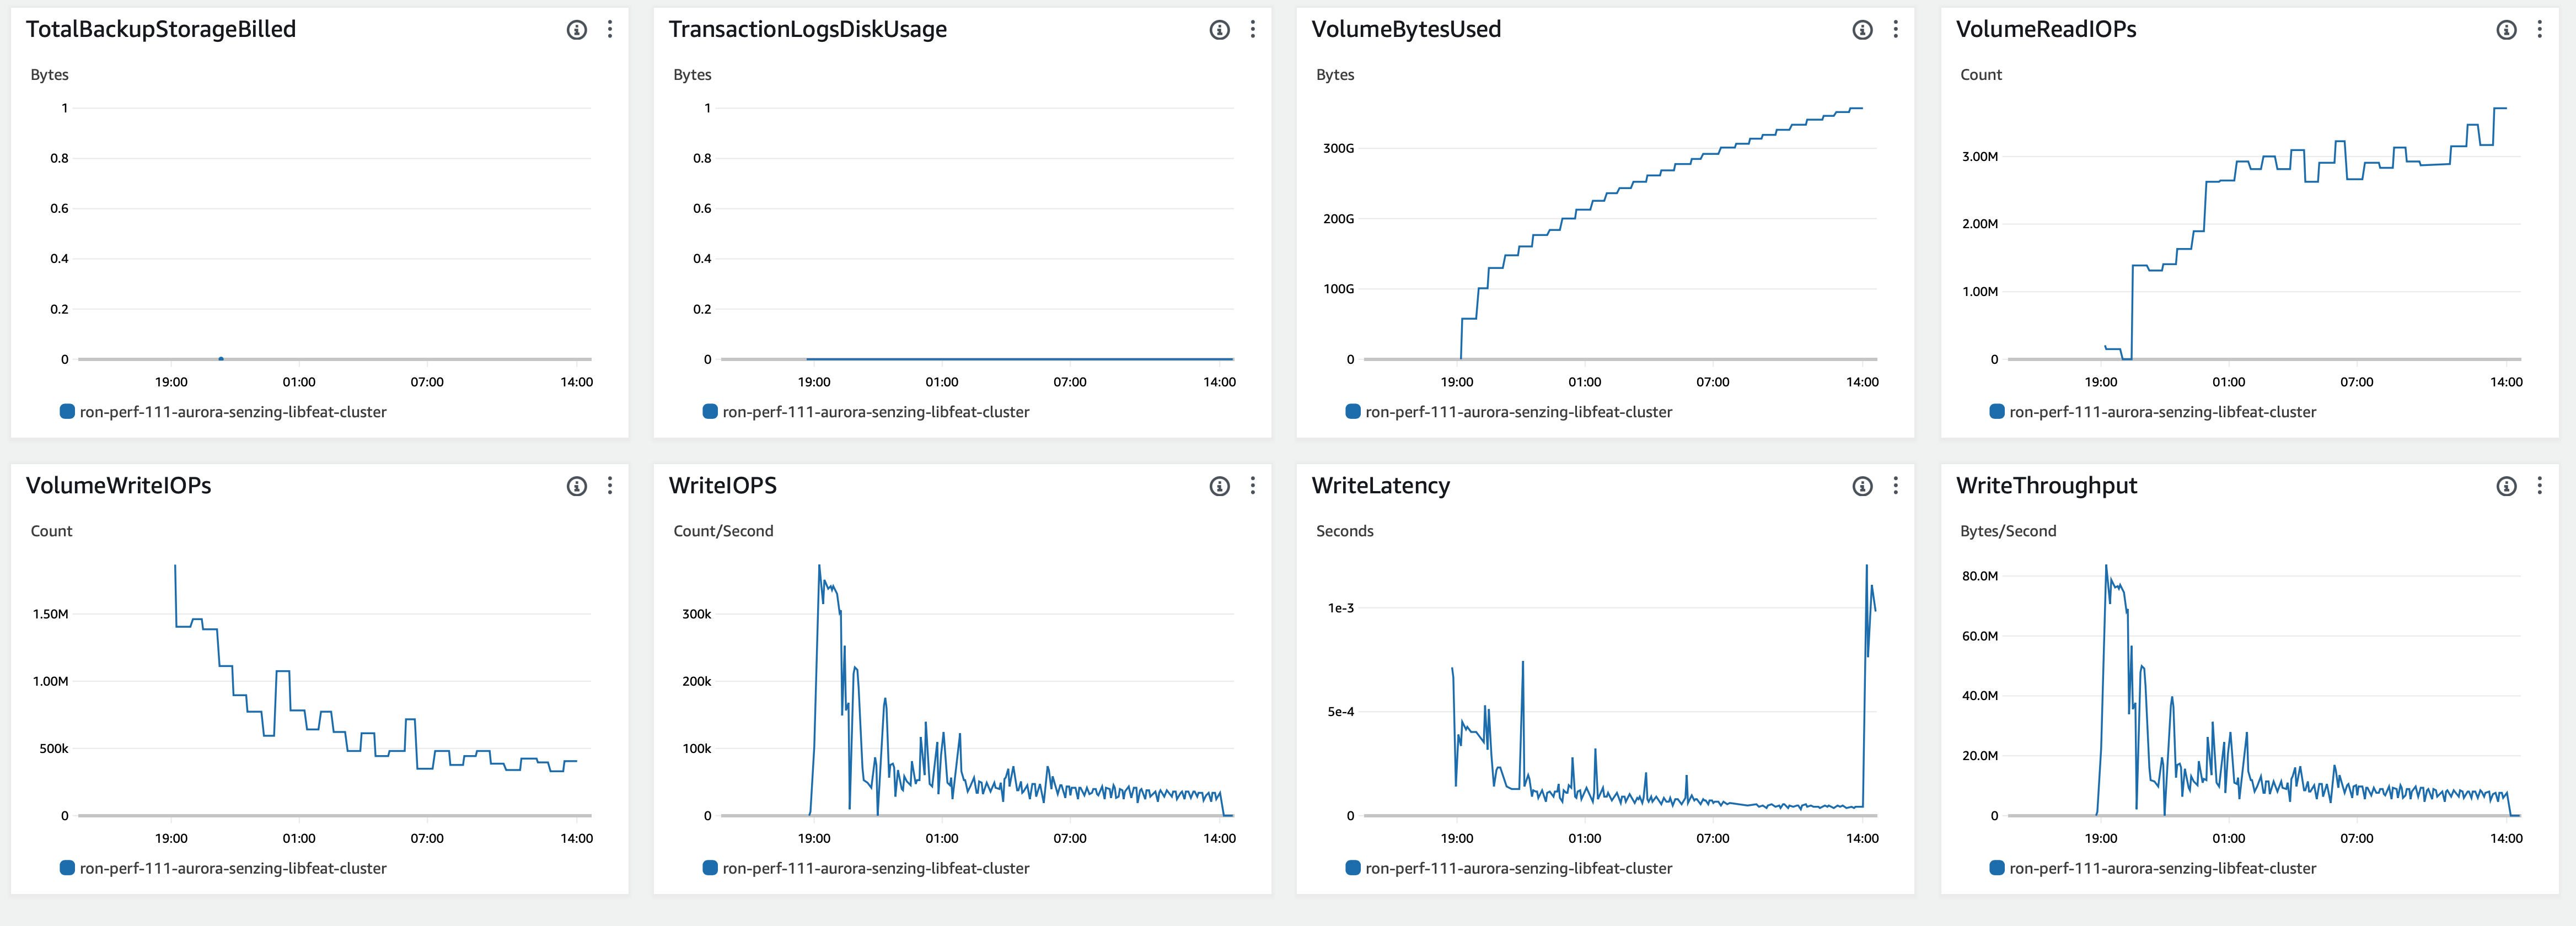 TotalBackupStorageBilled
Bytes
1
0.8
0.6
0.4
0.2
0
19:00 01:00 07:00 14:00
ron-perf-111-aurora-senzing-libfeat-cluster
TransactionLogsDiskUsage
Bytes
1
0.8
0.6
0.4
0.2
0
19:00 01:00 07:00 14:00
ron-perf-111-aurora-senzing-libfeat-cluster
VolumeBytesUsed
Bytes
300G
200G
100G
0
19:00 01:00 07:00 14:00
ron-perf-111-aurora-senzing-libfeat-cluster
VolumeReadIOPs
Count
3.00M
2.00M
1.00M
0
19:00 01:00 07:00 14:00
ron-perf-111-aurora-senzing-libfeat-cluster
VolumeWriteIOPs
Count
1.50M
1.00M
500k
0
19:00 01:00 07:00 14:00
ron-perf-111-aurora-senzing-libfeat-cluster
WriteIOPS
Count/Second
300k
200k
100k
0
19:00 01:00 07:00 14:00
ron-perf-111-aurora-senzing-libfeat-cluster
WriteLatency
Seconds
1e-3
5e-4
0
19:00 01:00 07:00 14:00
ron-perf-111-aurora-senzing-libfeat-cluster
WriteThroughput
Bytes/Second
80.0M
60.0M
40.0M
20.0M
0
19:00 01:00 07:00 14:00
ron-perf-111-aurora-senzing-libfeat-cluster